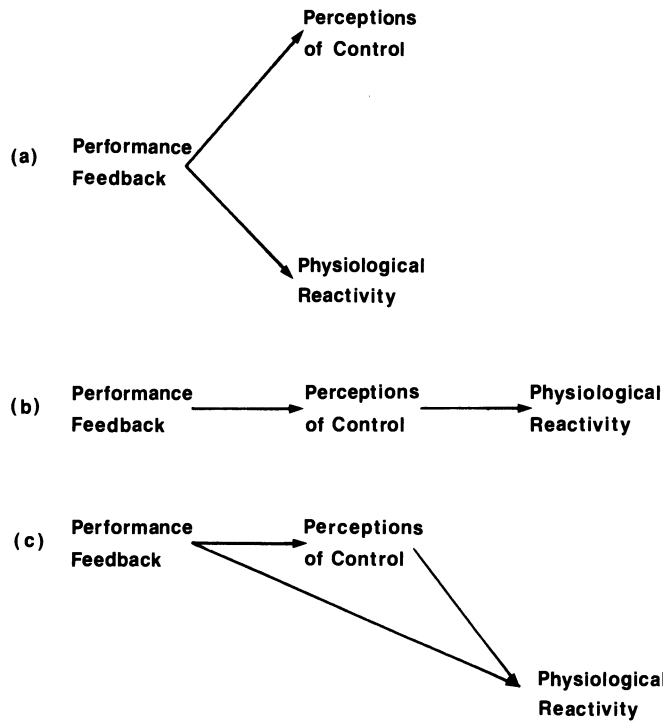 Perceptions
of Control
(a)
Performance
Feedback
Physiological
Reactivity
(b)
Performance
Feedback
Perceptions
of Control
Physiological
Reactivity
(c)
Performance
Feedback
Perceptions
of Control
Physiological
Reactivity